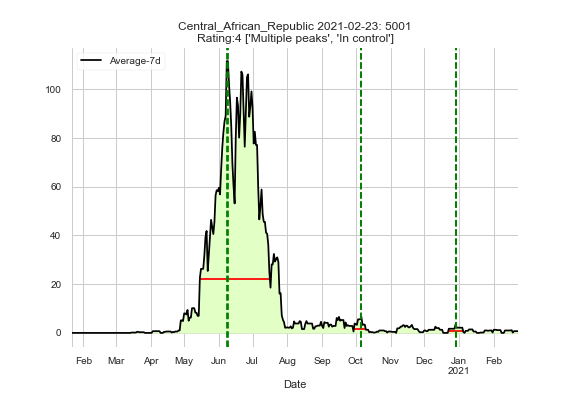 Central_African_Republic 2021-02-23: 5001
Rating:4 ['Multiple peaks', 'In control']
Average-7d
100
80
60
40
20
0
Feb Mar Apr May Jun Jul Aug Sep Oct Nov Dec Jan Feb
2021
Date